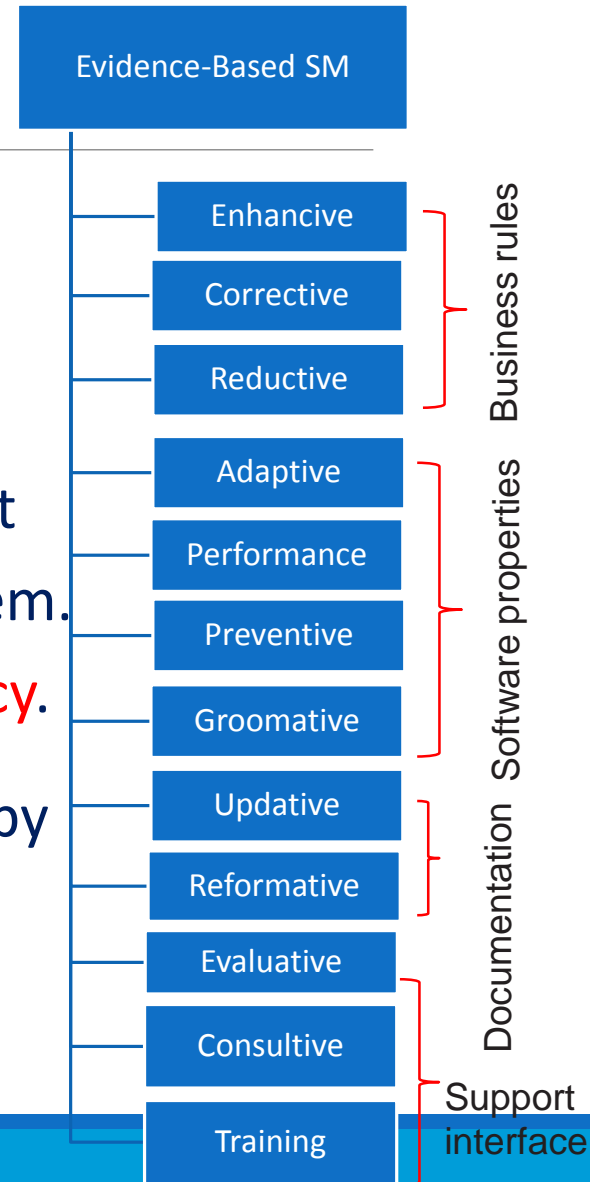 Evidence-Based SM
Enhancive
Corrective
Reductive
Business rules
Adaptive
Performance
Preventive
Groomative
Software properties
Updative
Reformative
Documentation
Evaluative
Consultive
Training
Support
interface
by